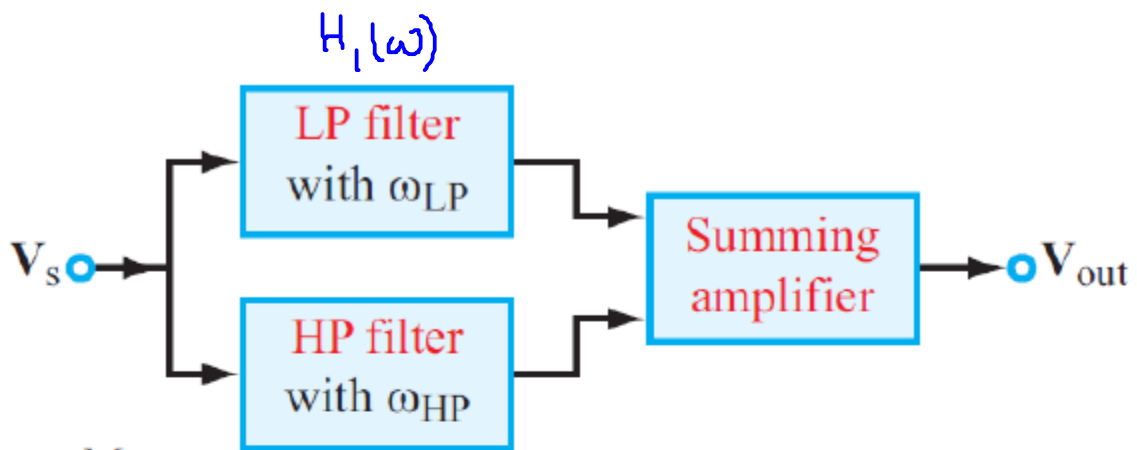 H₁(ω)
LP filter
with ωLP
Vs
Summing
amplifier
Vout
HP filter
with ωHP